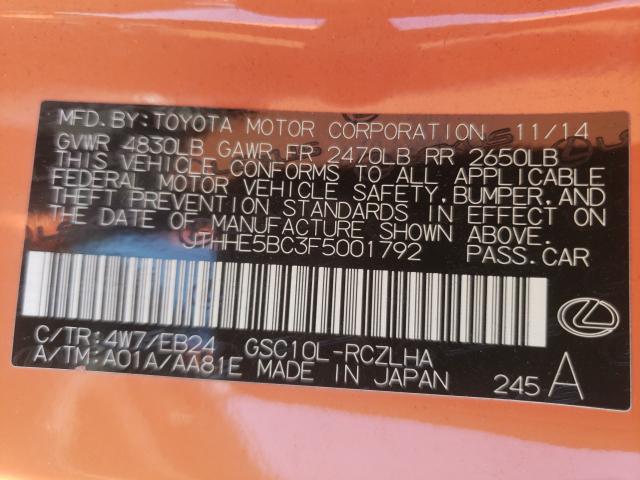 MFD. BY: TOYOTA MOTOR CORPORATION 11/14
GVWR 4830LB GAWR FR 2470LB RR 2650LB
THIS VEHICLE CONFORMS TO ALL APPLICABLE
FEDERAL MOTOR VEHICLE SAFETY, BUMPER, AND
THEFT PREVENTION STANDARDS IN EFFECT ON
THE DATE OF MANUFACTURE SHOWN ABOVE.
JTHHE5BC3F5001792 PASS. CAR
C/TR: 4W7/EB24 GSC10L-RCZLHA
A/TM: A01A/AA81E MADE IN JAPAN 245 A